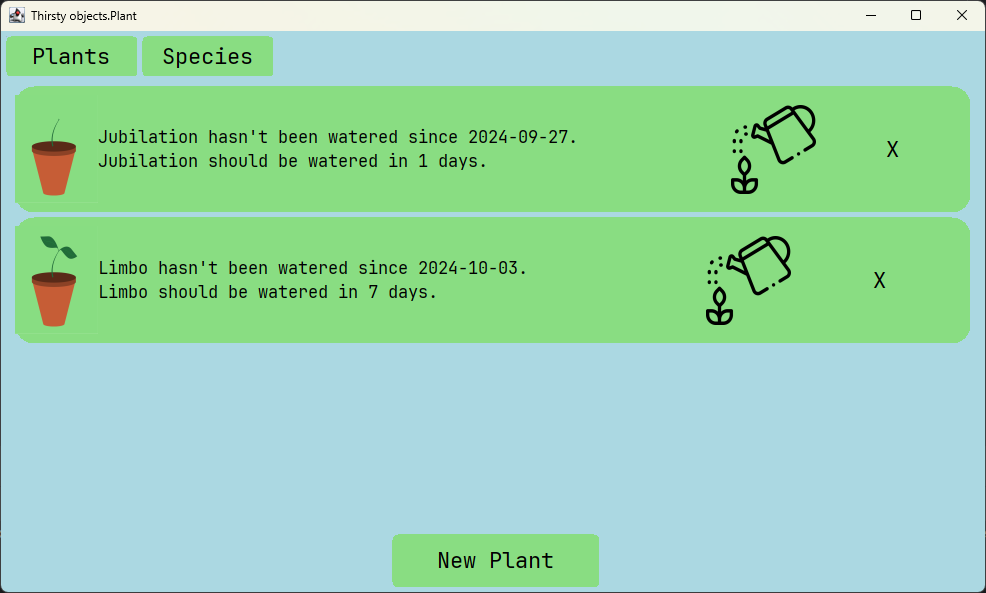 Thirsty objects.Plant
Plants
Species
Jubilation hasn't been watered since 2024-09-27.
Jubilation should be watered in 1 days.
X
Limbo hasn't been watered since 2024-10-03.
Limbo should be watered in 7 days.
X
New Plant